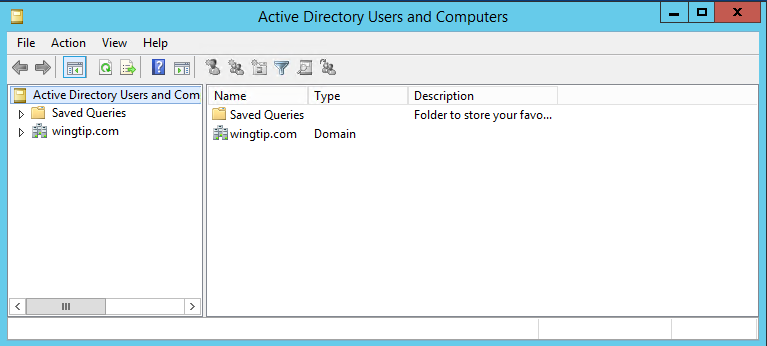 Active Directory Users and Computers
File Action View Help
Active Directory Users and Com
Saved Queries
wingtip.com
Name Type Description
Saved Queries Folder to store your favo...
wingtip.com Domain